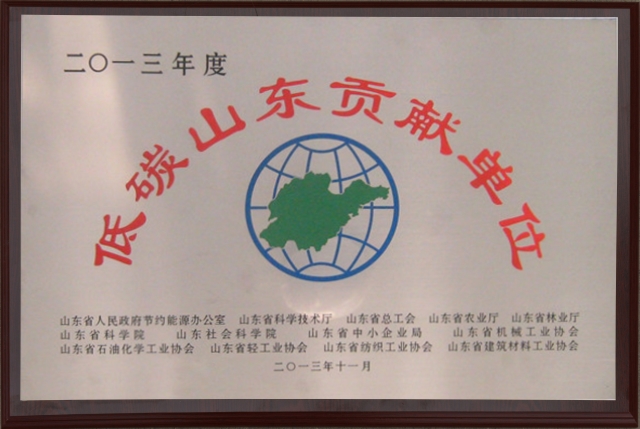 二〇一三年度
低碳山东贡献单位
山东省人民政府节约能源办公室 山东省科学技术厅 山东省总工会 山东省农业厅 山东省林业厅
山东省科学院 山东社会科学院 山东省中小企业局 山东省机械工业协会
山东省石油化学工业协会 山东省轻工业协会 山东省纺织工业协会 山东省建筑材料工业协会
二〇一三年十一月